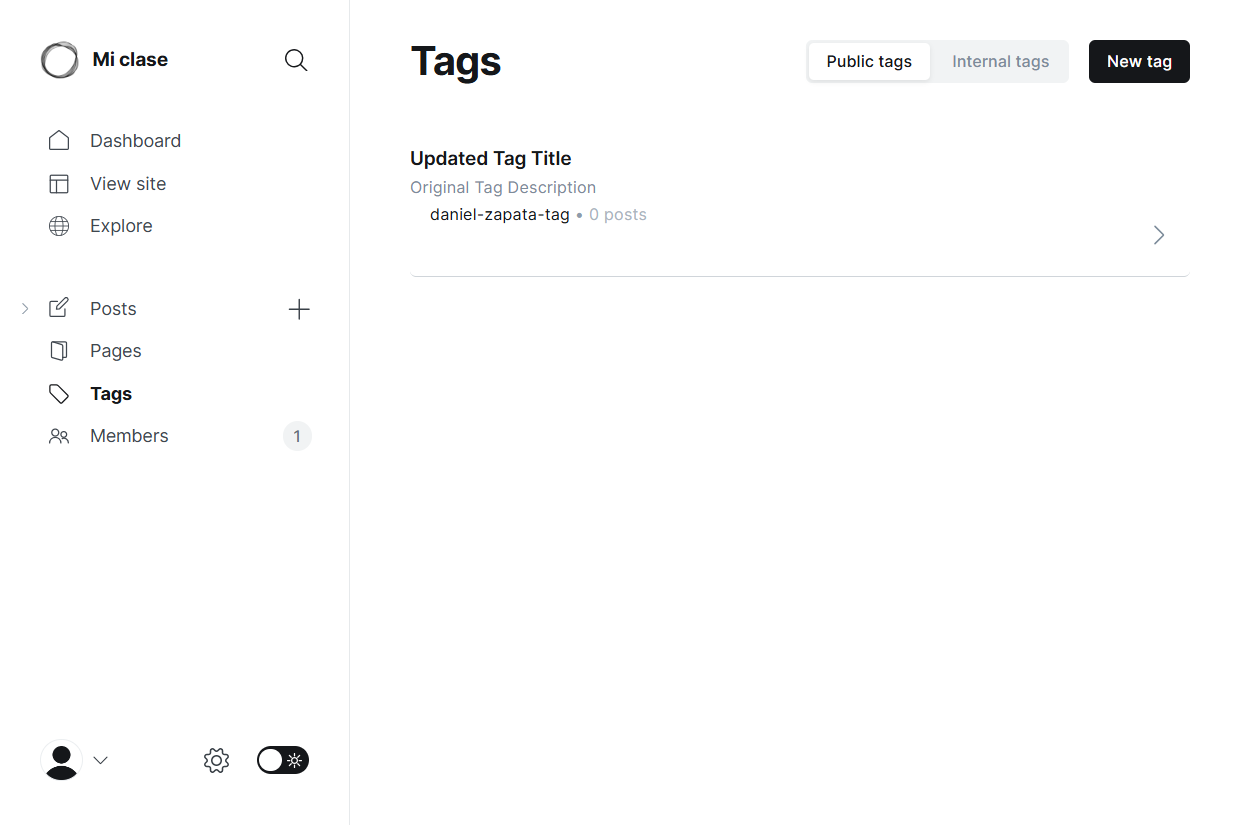 Mi clase
Dashboard
View site
Explore
Posts
Pages
Tags
Members
1
Tags
Public tags
Internal tags
New tag
Updated Tag Title
Original Tag Description
daniel-zapata-tag • 0 posts